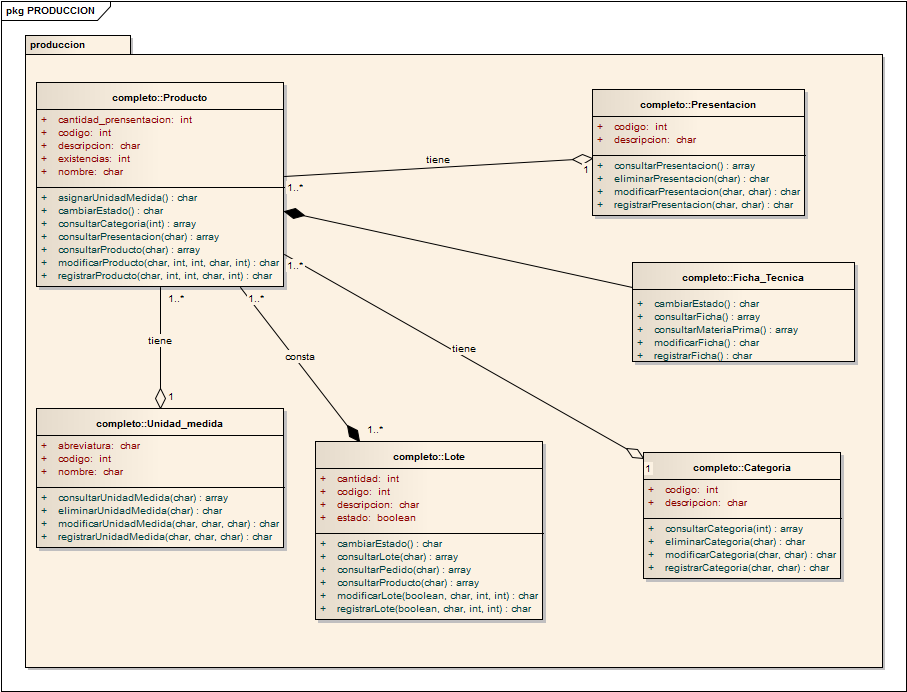 pkg PRODUCCION
produccion
completo::Producto
+ cantidad_prensentacion: int
+ codigo: int
+ descripcion: char
+ existencias: int
+ nombre: char
+ asignarUnidadMedida() : char
+ cambiarEstado() : char
+ consultarCategoria(int) : array
+ consultarPresentacion(char) : array
+ consultarProducto(char) : array
+ modificarProducto(char, int, int, char, int) : char
+ registrarProducto(char, int, int, char, int) : char
completo::Presentacion
+ codigo: int
+ descripcion: char
+ consultarPresentacion() : array
+ eliminarPresentacion(char) : char
+ modificarPresentacion(char, char) : char
+ registrarPresentacion(char, char) : char
tiene
1..*
1
completo::Ficha_Tecnica
+ cambiarEstado() : char
+ consultarFicha() : array
+ consultarMateriaPrima() : array
+ modificarFicha() : char
+ registrarFicha() : char
1..*
tiene
1
1..*
tiene
1
1..*
consta
1..*
completo::Unidad_medida
+ abreviatura: char
+ codigo: int
+ nombre: char
+ consultarUnidadMedida(char) : array
+ eliminarUnidadMedida(char) : char
+ modificarUnidadMedida(char, char, char) : char
+ registrarUnidadMedida(char, char, char) : char
completo::Lote
+ cantidad: int
+ codigo: int
+ descripcion: char
+ estado: boolean
+ cambiarEstado() : char
+ consultarLote(char) : array
+ consultarPedido(char) : array
+ consultarProducto(char) : array
+ modificarLote(boolean, char, int, int) : char
+ registrarLote(boolean, char, int, int) : char
completo::Categoria
+ codigo: int
+ descripcion: char
+ consultarCategoria(int) : array
+ eliminarCategoria(char) : char
+ modificarCategoria(char, char) : char
+ registrarCategoria(char, char) : char